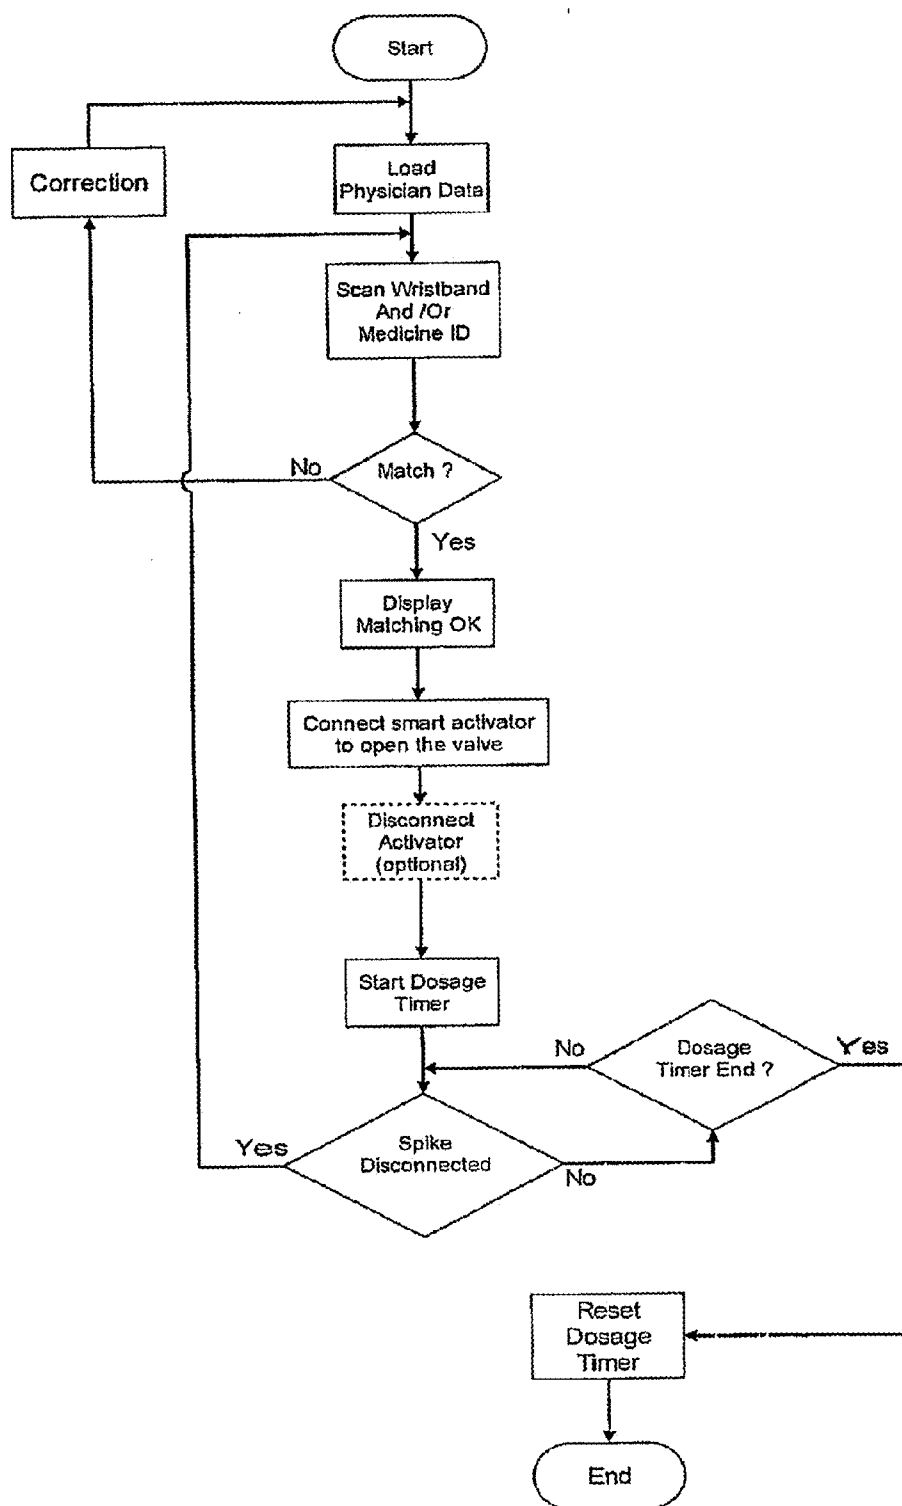 Start
Correction
Load
Physician Data
Scan Wristband
And /Or
Medicine ID
No
Match ?
Yes
Display
Matching OK
Connect smart activator
to open the valve
Disconnect
Activator
(optional)
Start Dosage
Timer
No
Dosage
Timer End ?
Yes
Yes
Spike
Disconnected
No
Reset
Dosage
Timer
End